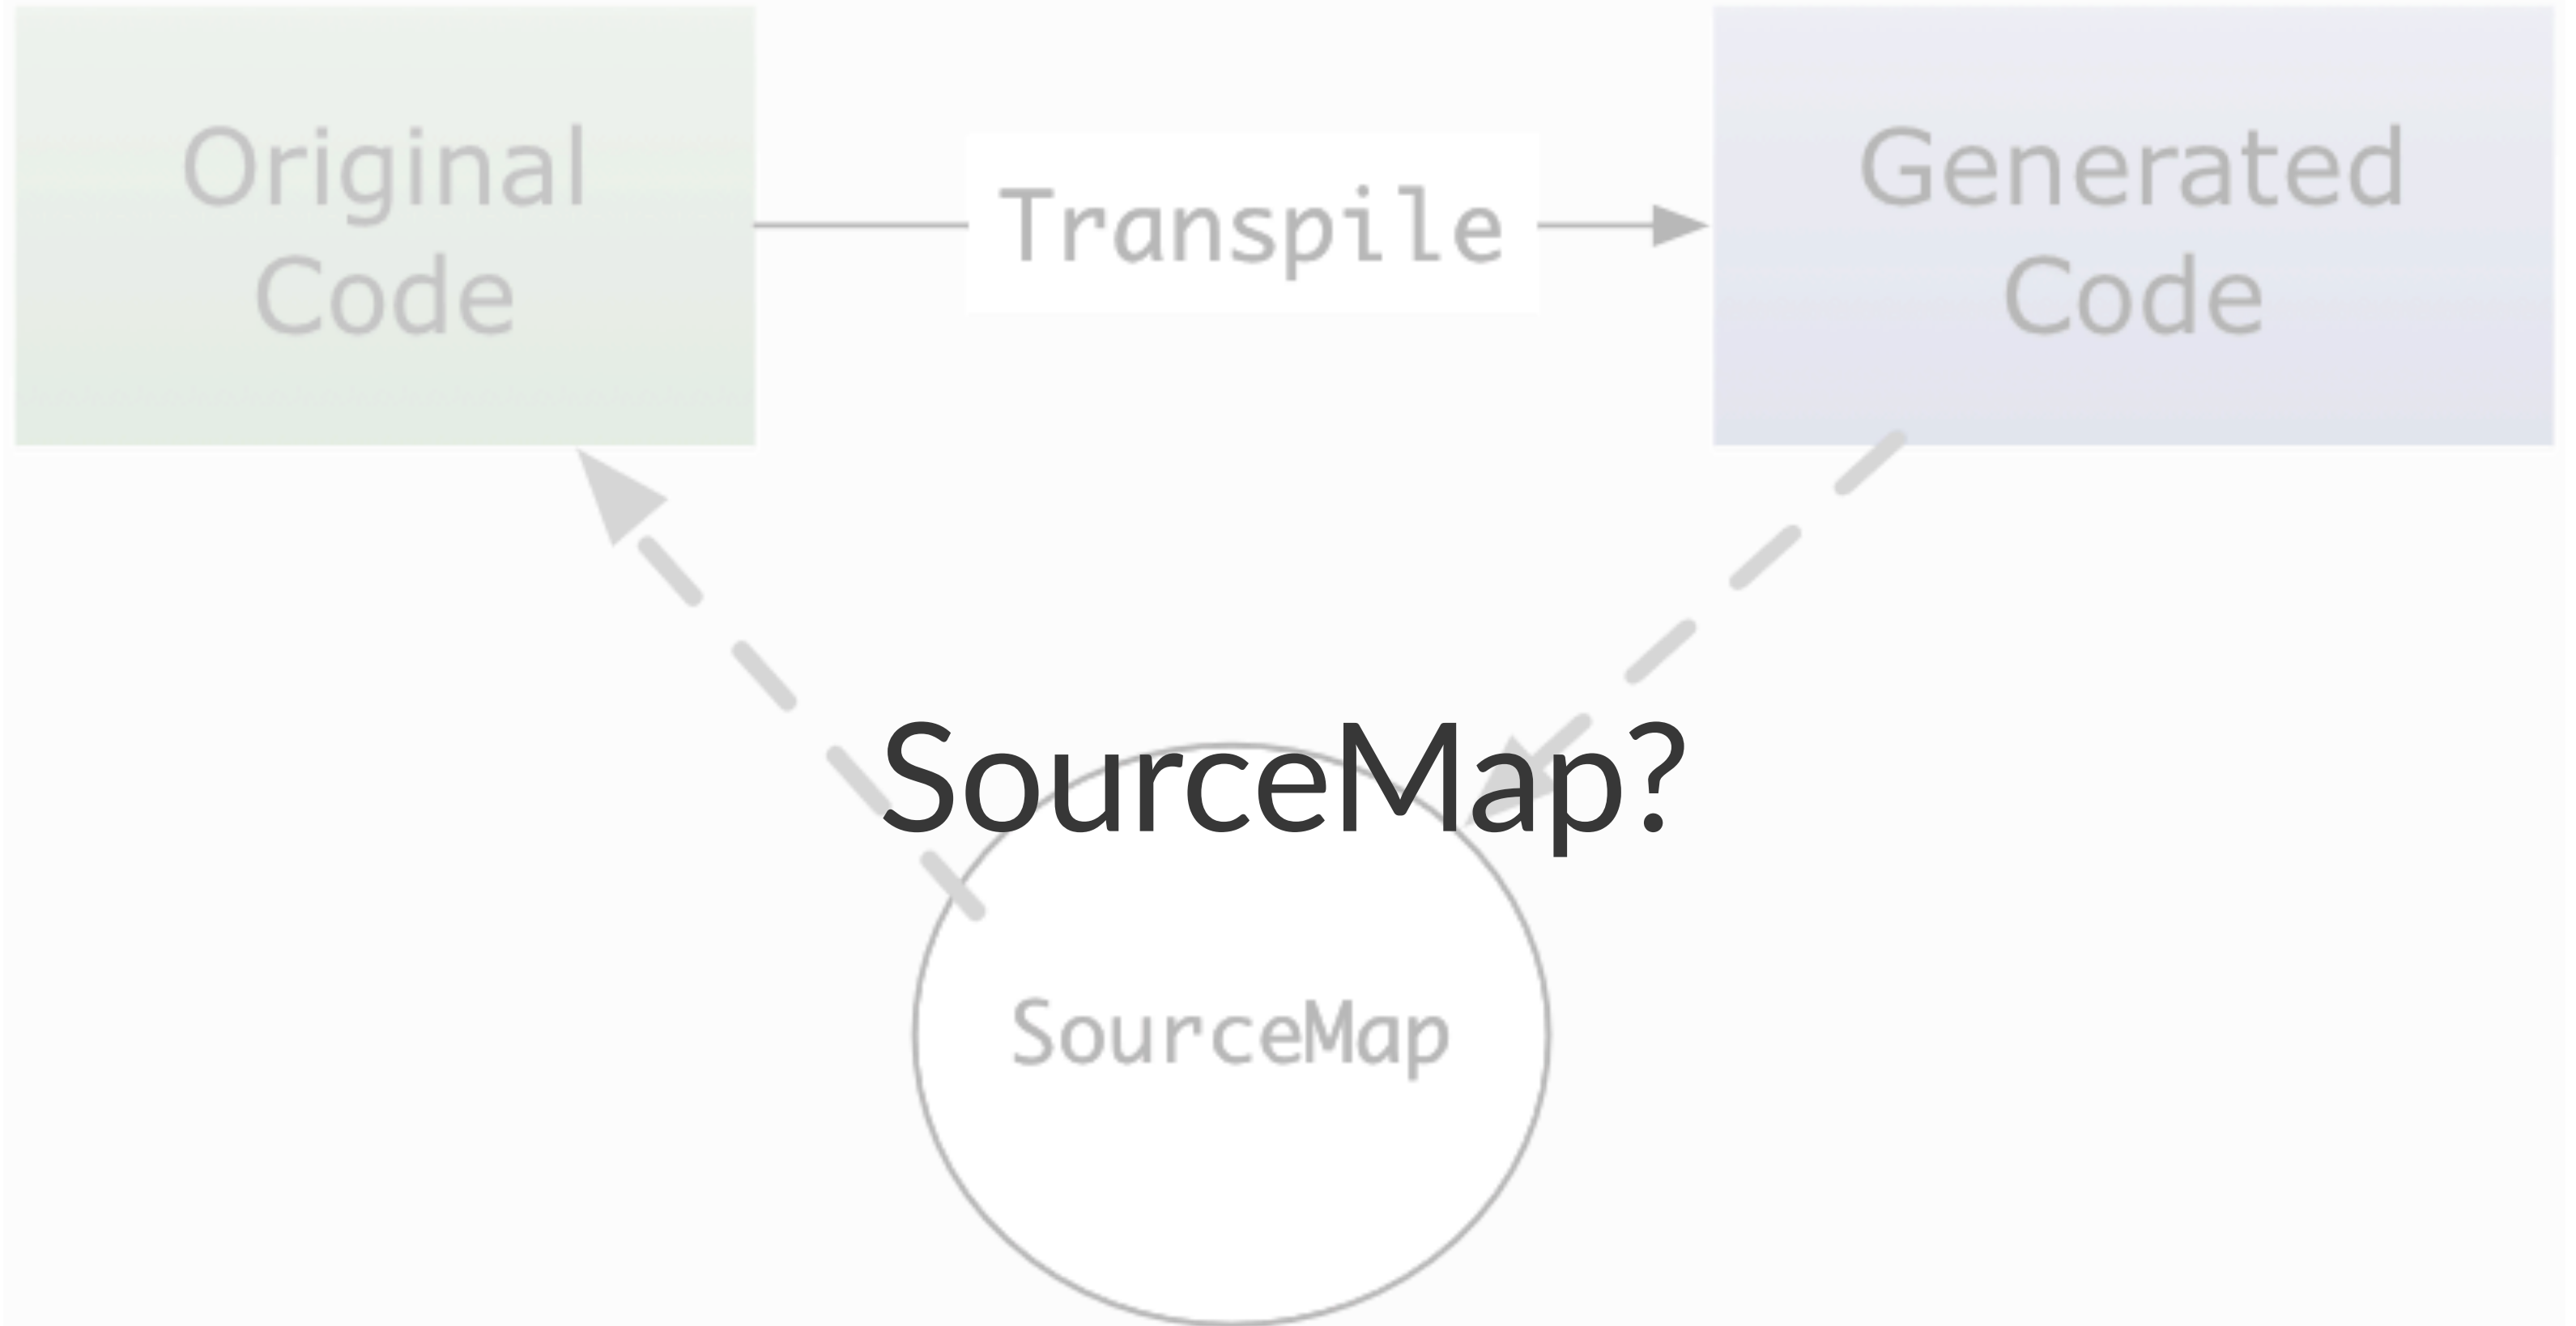 Original
Code
Transpile
Generated
Code
SourceMap?
SourceMap